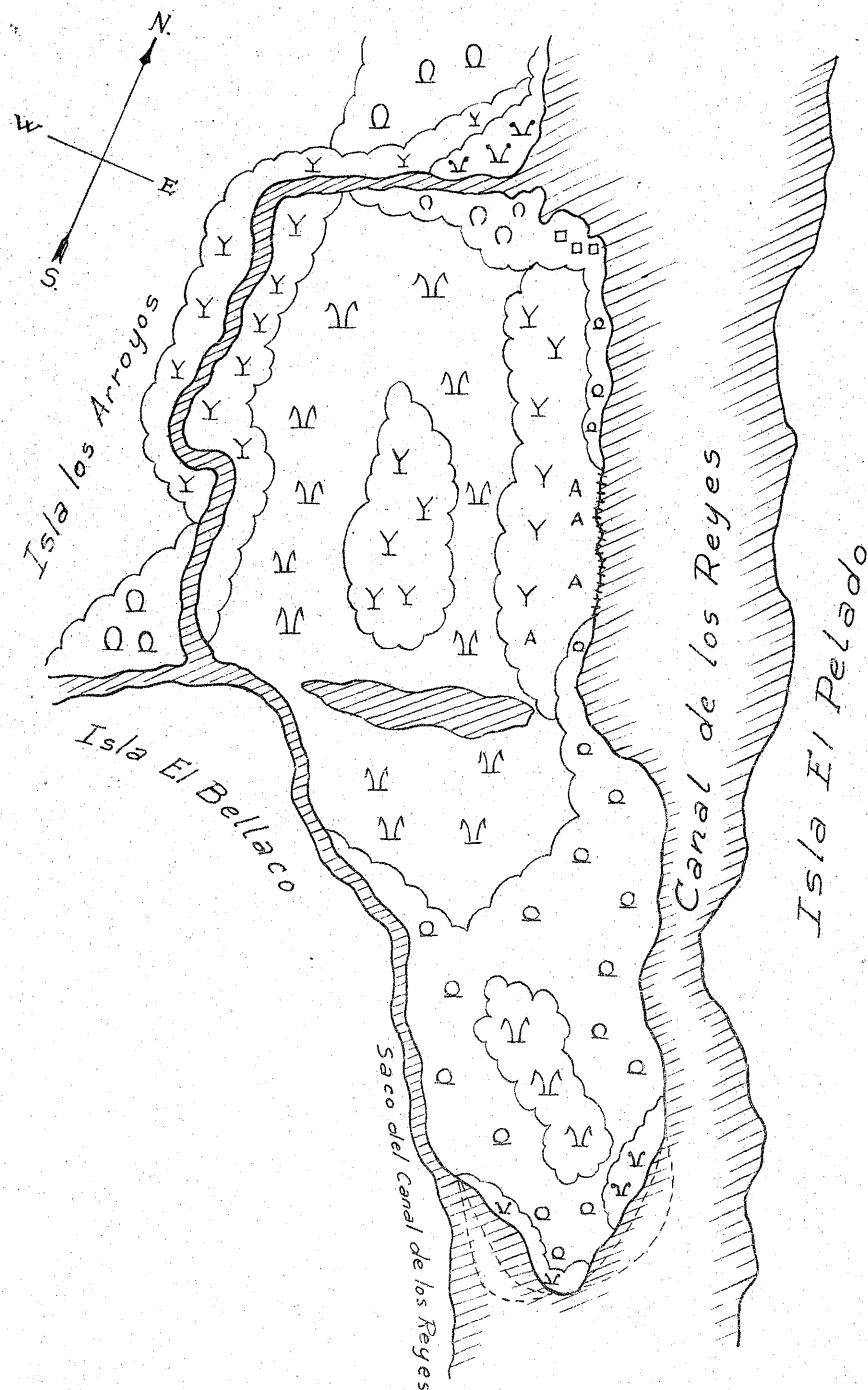 N.
W
E
S.
Isla los Arroyos
Isla El Bellaco
Canal de los Reyes
Isla El Pelado
Saco del Canal de los Reyes
A
A
A
A